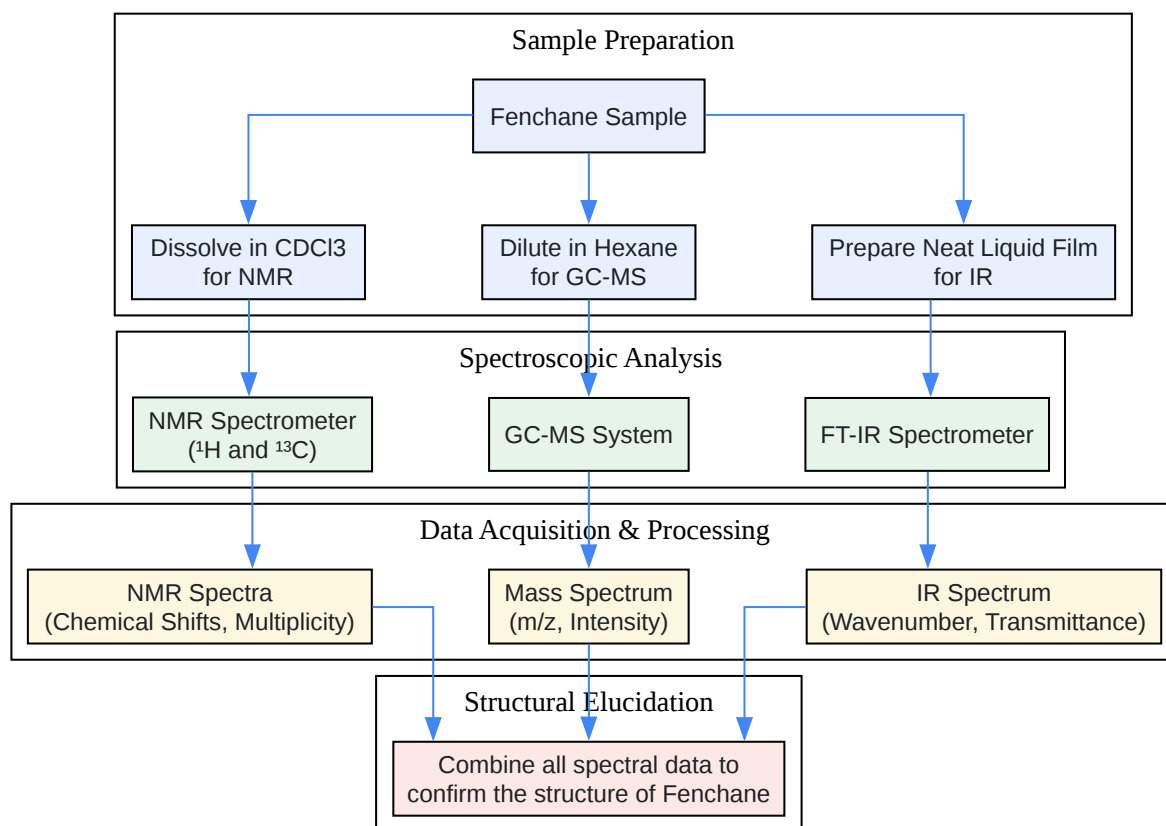 Sample Preparation
Fenchane Sample
Dissolve in CDCl3
for NMR
Dilute in Hexane
for GC-MS
Prepare Neat Liquid Film
for IR
Spectroscopic Analysis
NMR Spectrometer
(¹H and ¹³C)
GC-MS System
FT-IR Spectrometer
Data Acquisition & Processing
NMR Spectra
(Chemical Shifts, Multiplicity)
Mass Spectrum
(m/z, Intensity)
IR Spectrum
(Wavenumber, Transmittance)
Structural Elucidation
Combine all spectral data to
confirm the structure of Fenchane